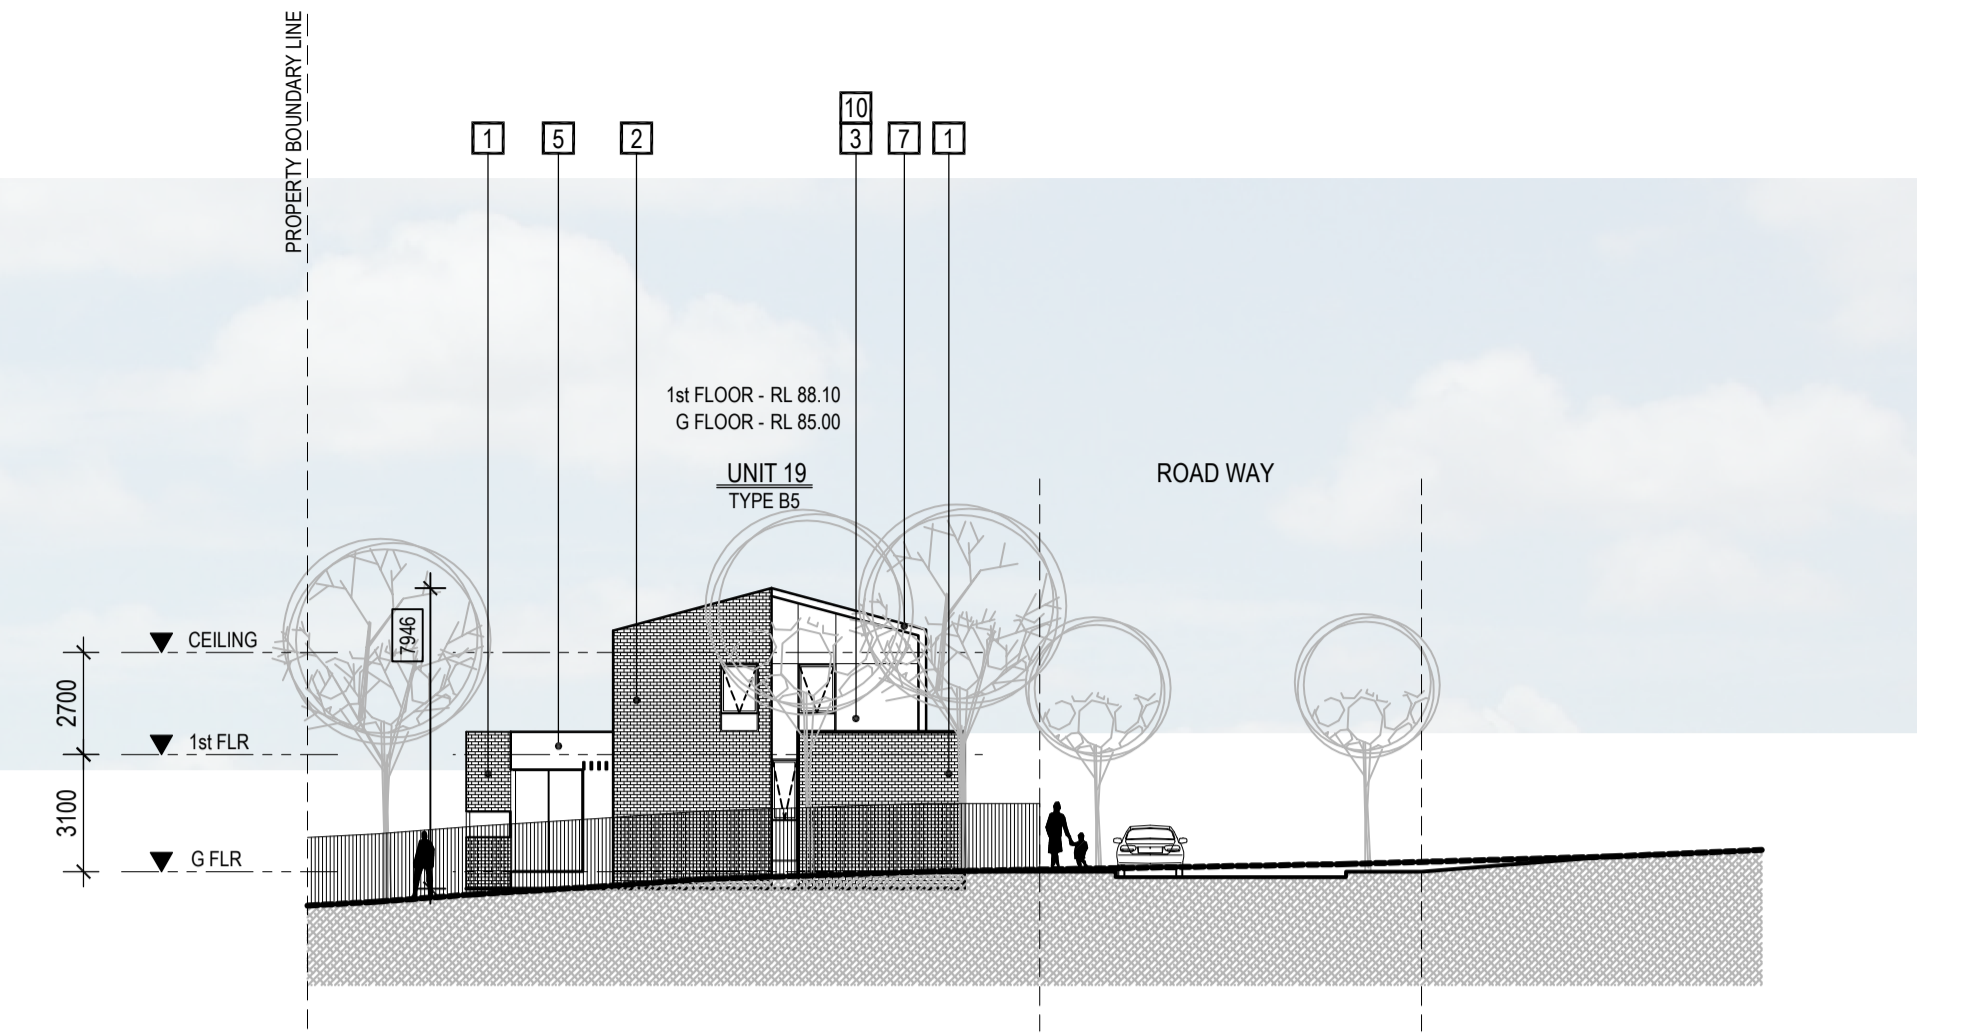 PROPERTY BOUNDARY LINE
10
1
5
2
3
7
1
1st FLOOR - RL 88.10
G FLOOR - RL 85.00
UNIT 19
TYPE B5
ROAD WAY
7946
CEILING
2700
1st FLR
3100
G FLR